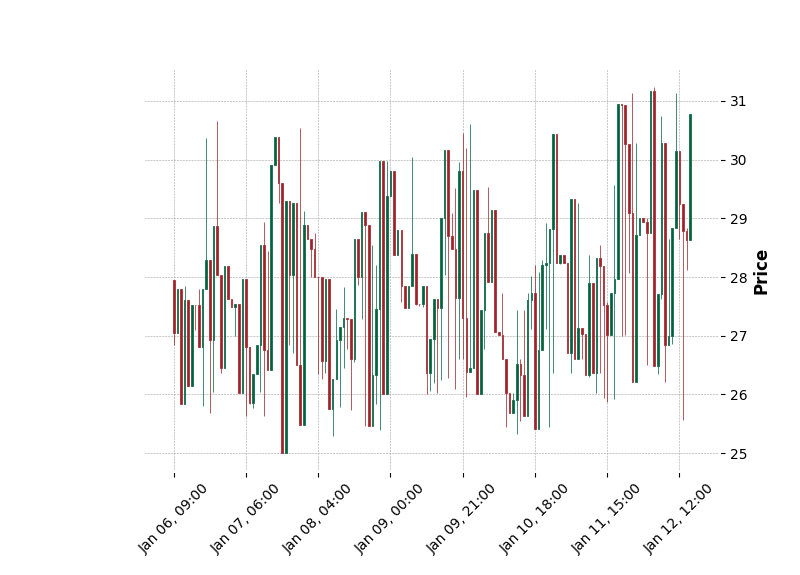 31
30
29
28
27
26
25
Price
Jan 06, 09:00
Jan 07, 06:00
Jan 08, 04:00
Jan 09, 00:00
Jan 09, 21:00
Jan 10, 18:00
Jan 11, 15:00
Jan 12, 12:00